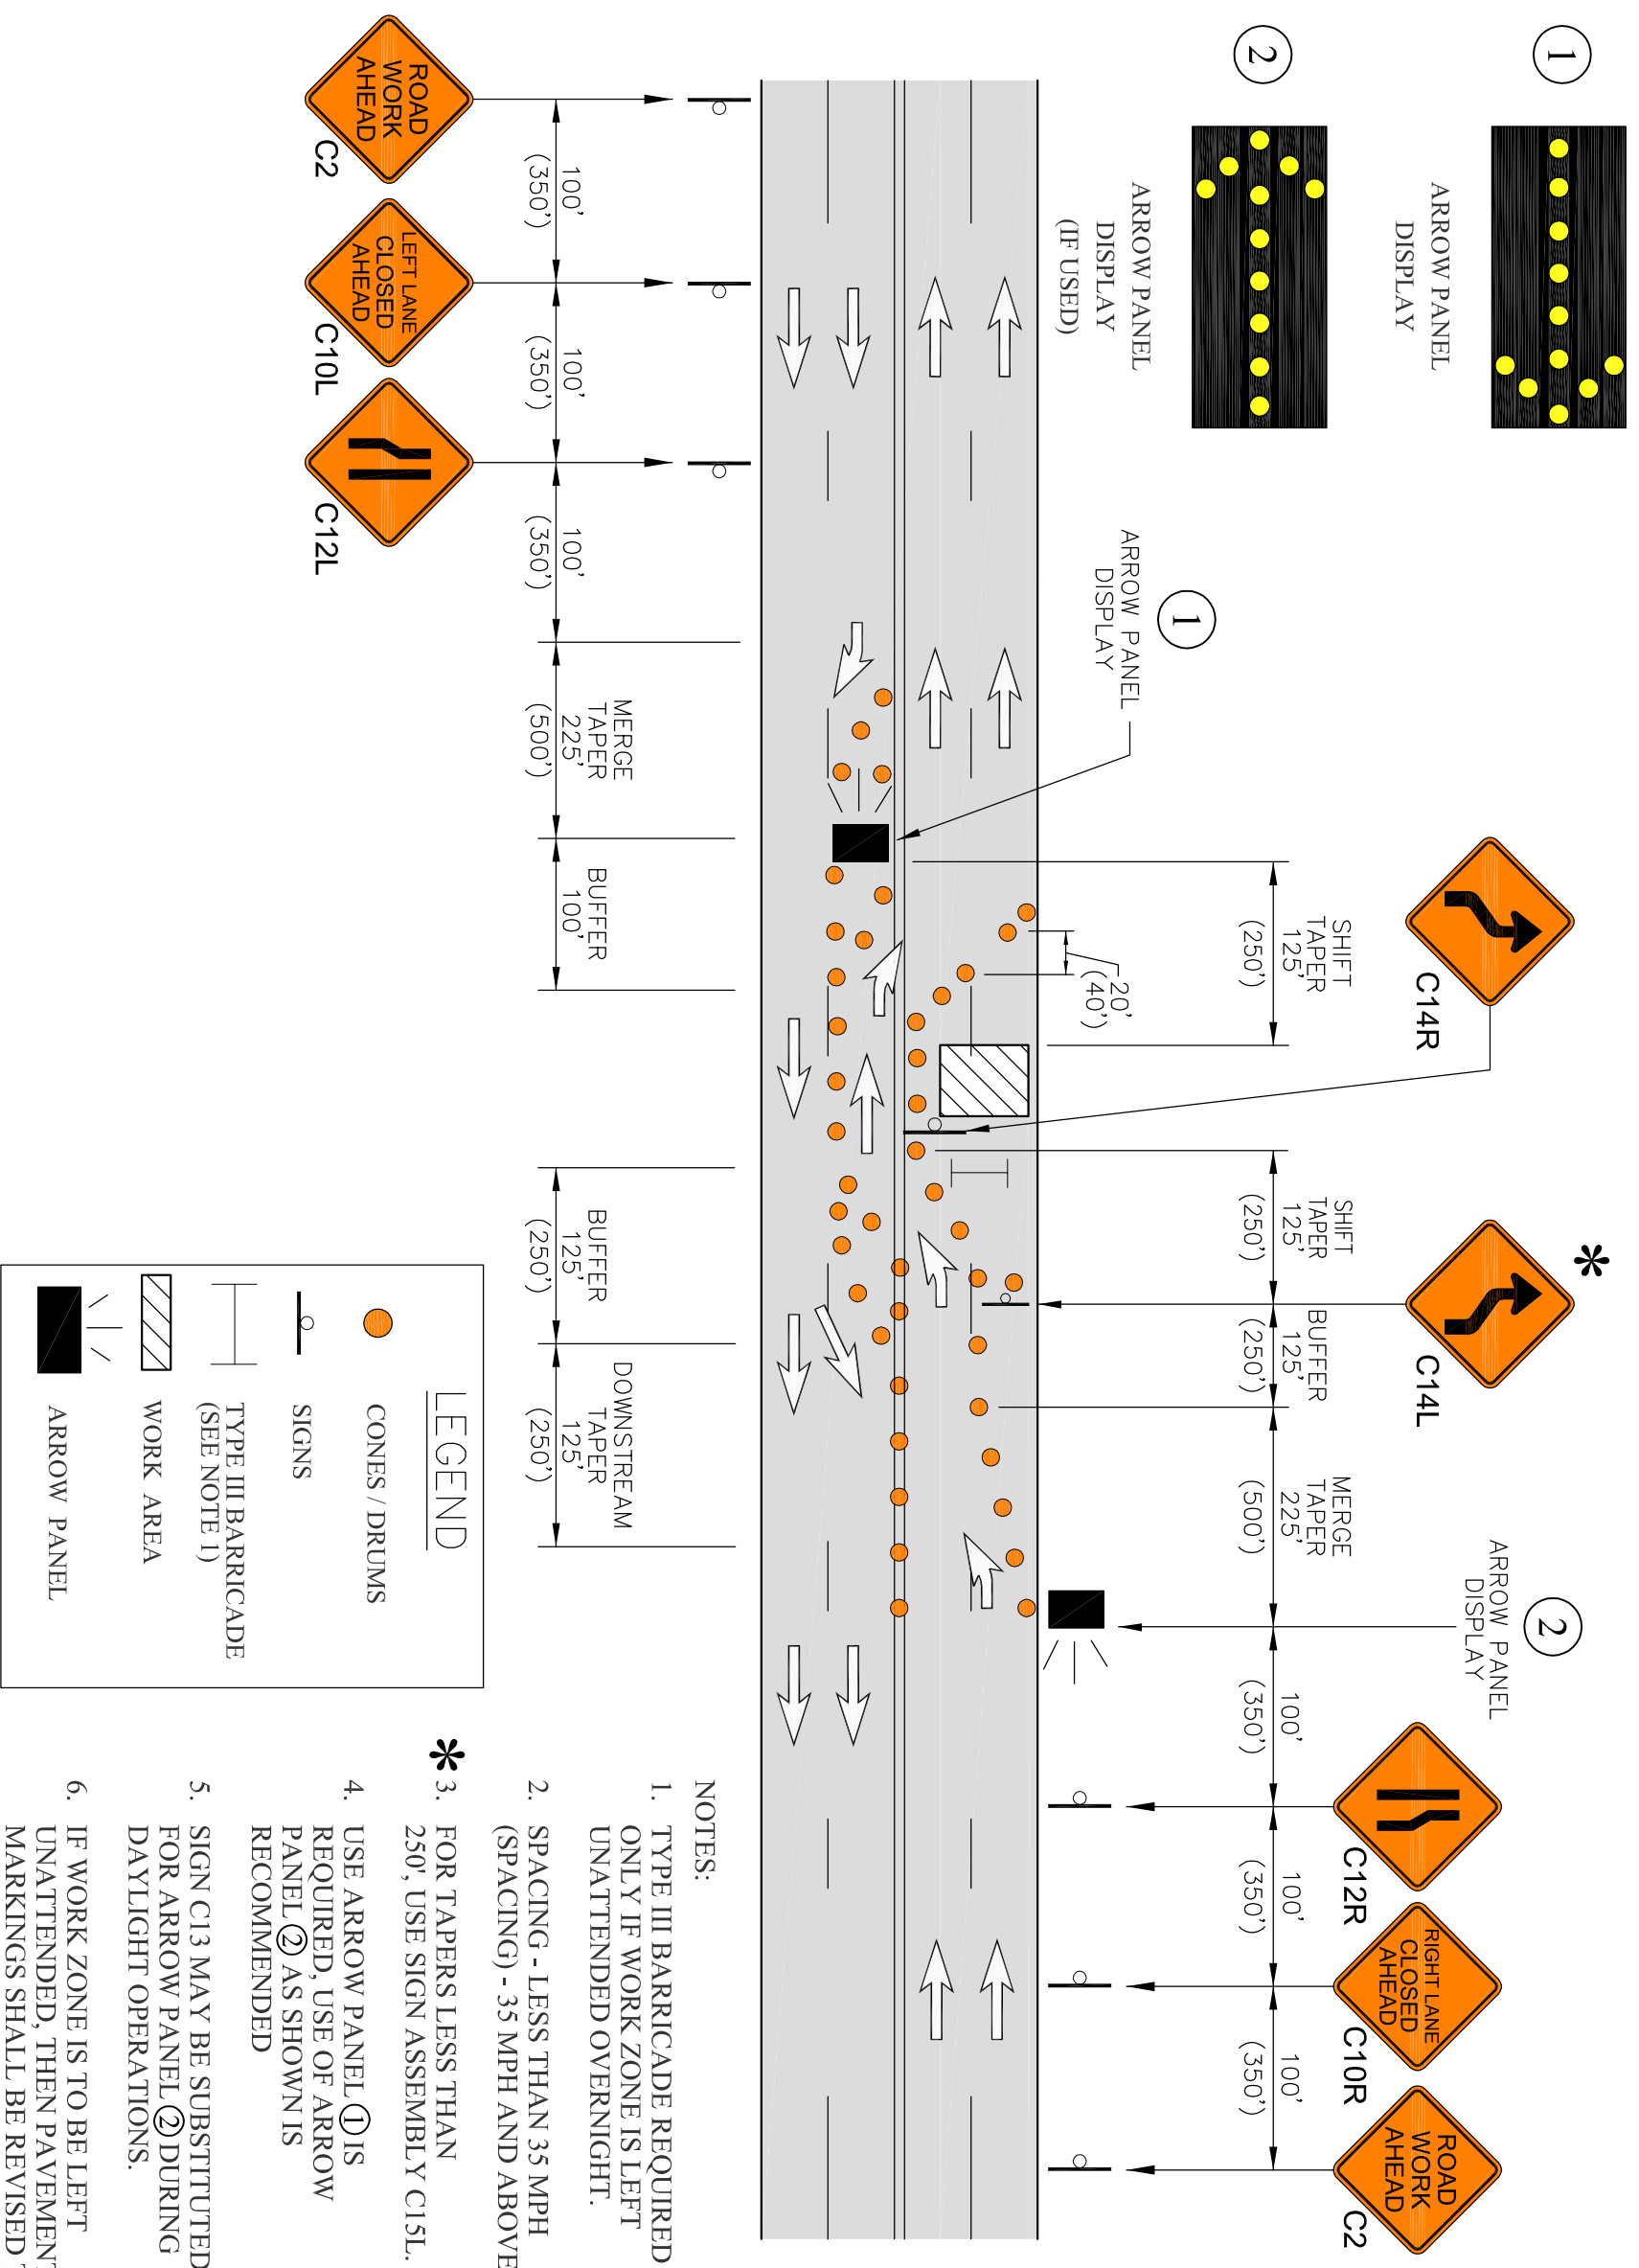 1
ARROW PANEL
DISPLAY
2
ARROW PANEL
DISPLAY
(IF USED)
C14R
*
C14L
2
ARROW PANEL
DISPLAY
C12R
RIGHT LANE
CLOSED
AHEAD
C10R
ROAD
WORK
AHEAD
C2
1
ARROW PANEL
DISPLAY
SHIFT
TAPER
125'
(250')
20'
(40')
SHIFT
TAPER
125'
(250')
BUFFER
125'
(250')
MERGE
TAPER
225'
(500')
100'
(350')
100'
(350')
100'
(350')
100'
(350')
100'
(350')
100'
(350')
MERGE
TAPER
225'
(500')
BUFFER
100'
BUFFER
125'
(250')
DOWNSTREAM
TAPER
125'
(250')
ROAD
WORK
AHEAD
C2
LEFT LANE
CLOSED
AHEAD
C10L
C12L
LEGEND
CONES / DRUMS
SIGNS
TYPE III BARRICADE
(SEE NOTE 1)
WORK AREA
ARROW PANEL
NOTES:
1. TYPE III BARRICADE REQUIRED
ONLY IF WORK ZONE IS LEFT
UNATTENDED OVERNIGHT.
2. SPACING - LESS THAN 35 MPH
(SPACING) - 35 MPH AND ABOVE
* 3. FOR TAPERS LESS THAN
250', USE SIGN ASSEMBLY C15L.
4. USE ARROW PANEL 1 IS
REQUIRED, USE OF ARROW
PANEL 2 AS SHOWN IS
RECOMMENDED
5. SIGN C13 MAY BE SUBSTITUTED
FOR ARROW PANEL 2 DURING
DAYLIGHT OPERATIONS.
6. IF WORK ZONE IS TO BE LEFT
UNATTENDED, THEN PAVEMENT
MARKINGS SHALL BE REVISED